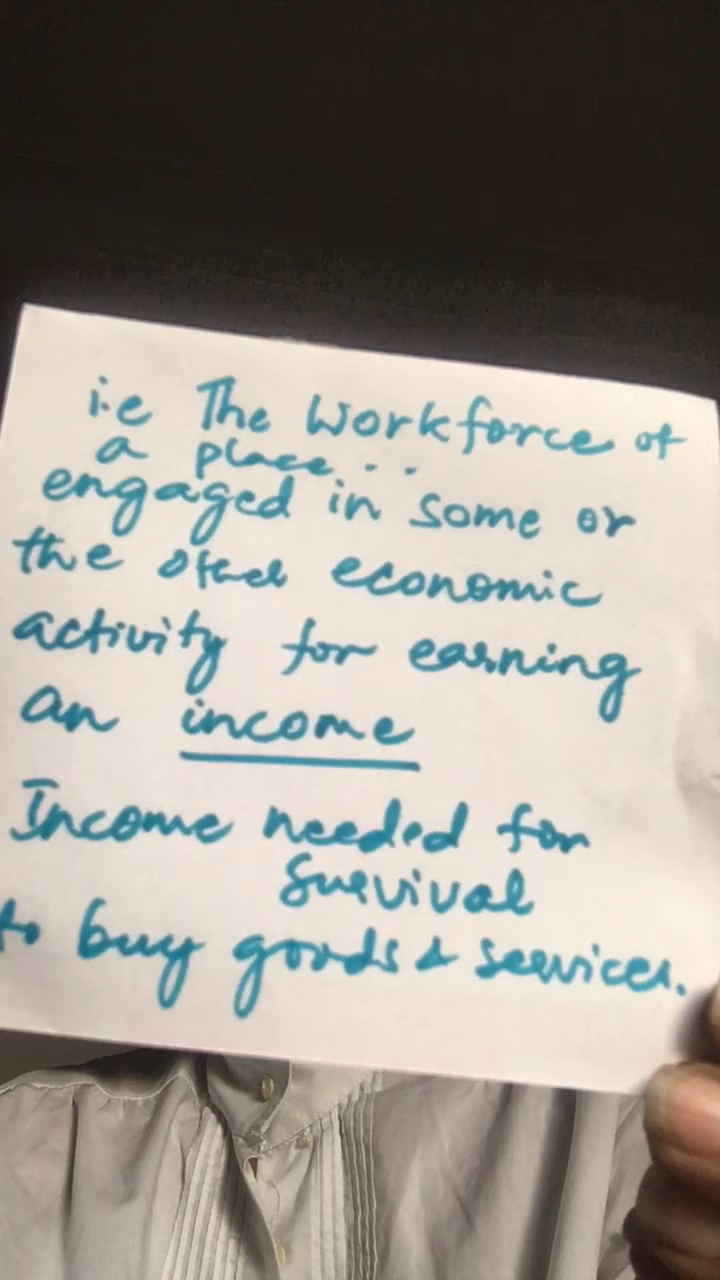 i.e The Workforce of
a place..
engaged in some or
the other economic
activity for earning
an income
Income needed for
survival
to buy goods & services.